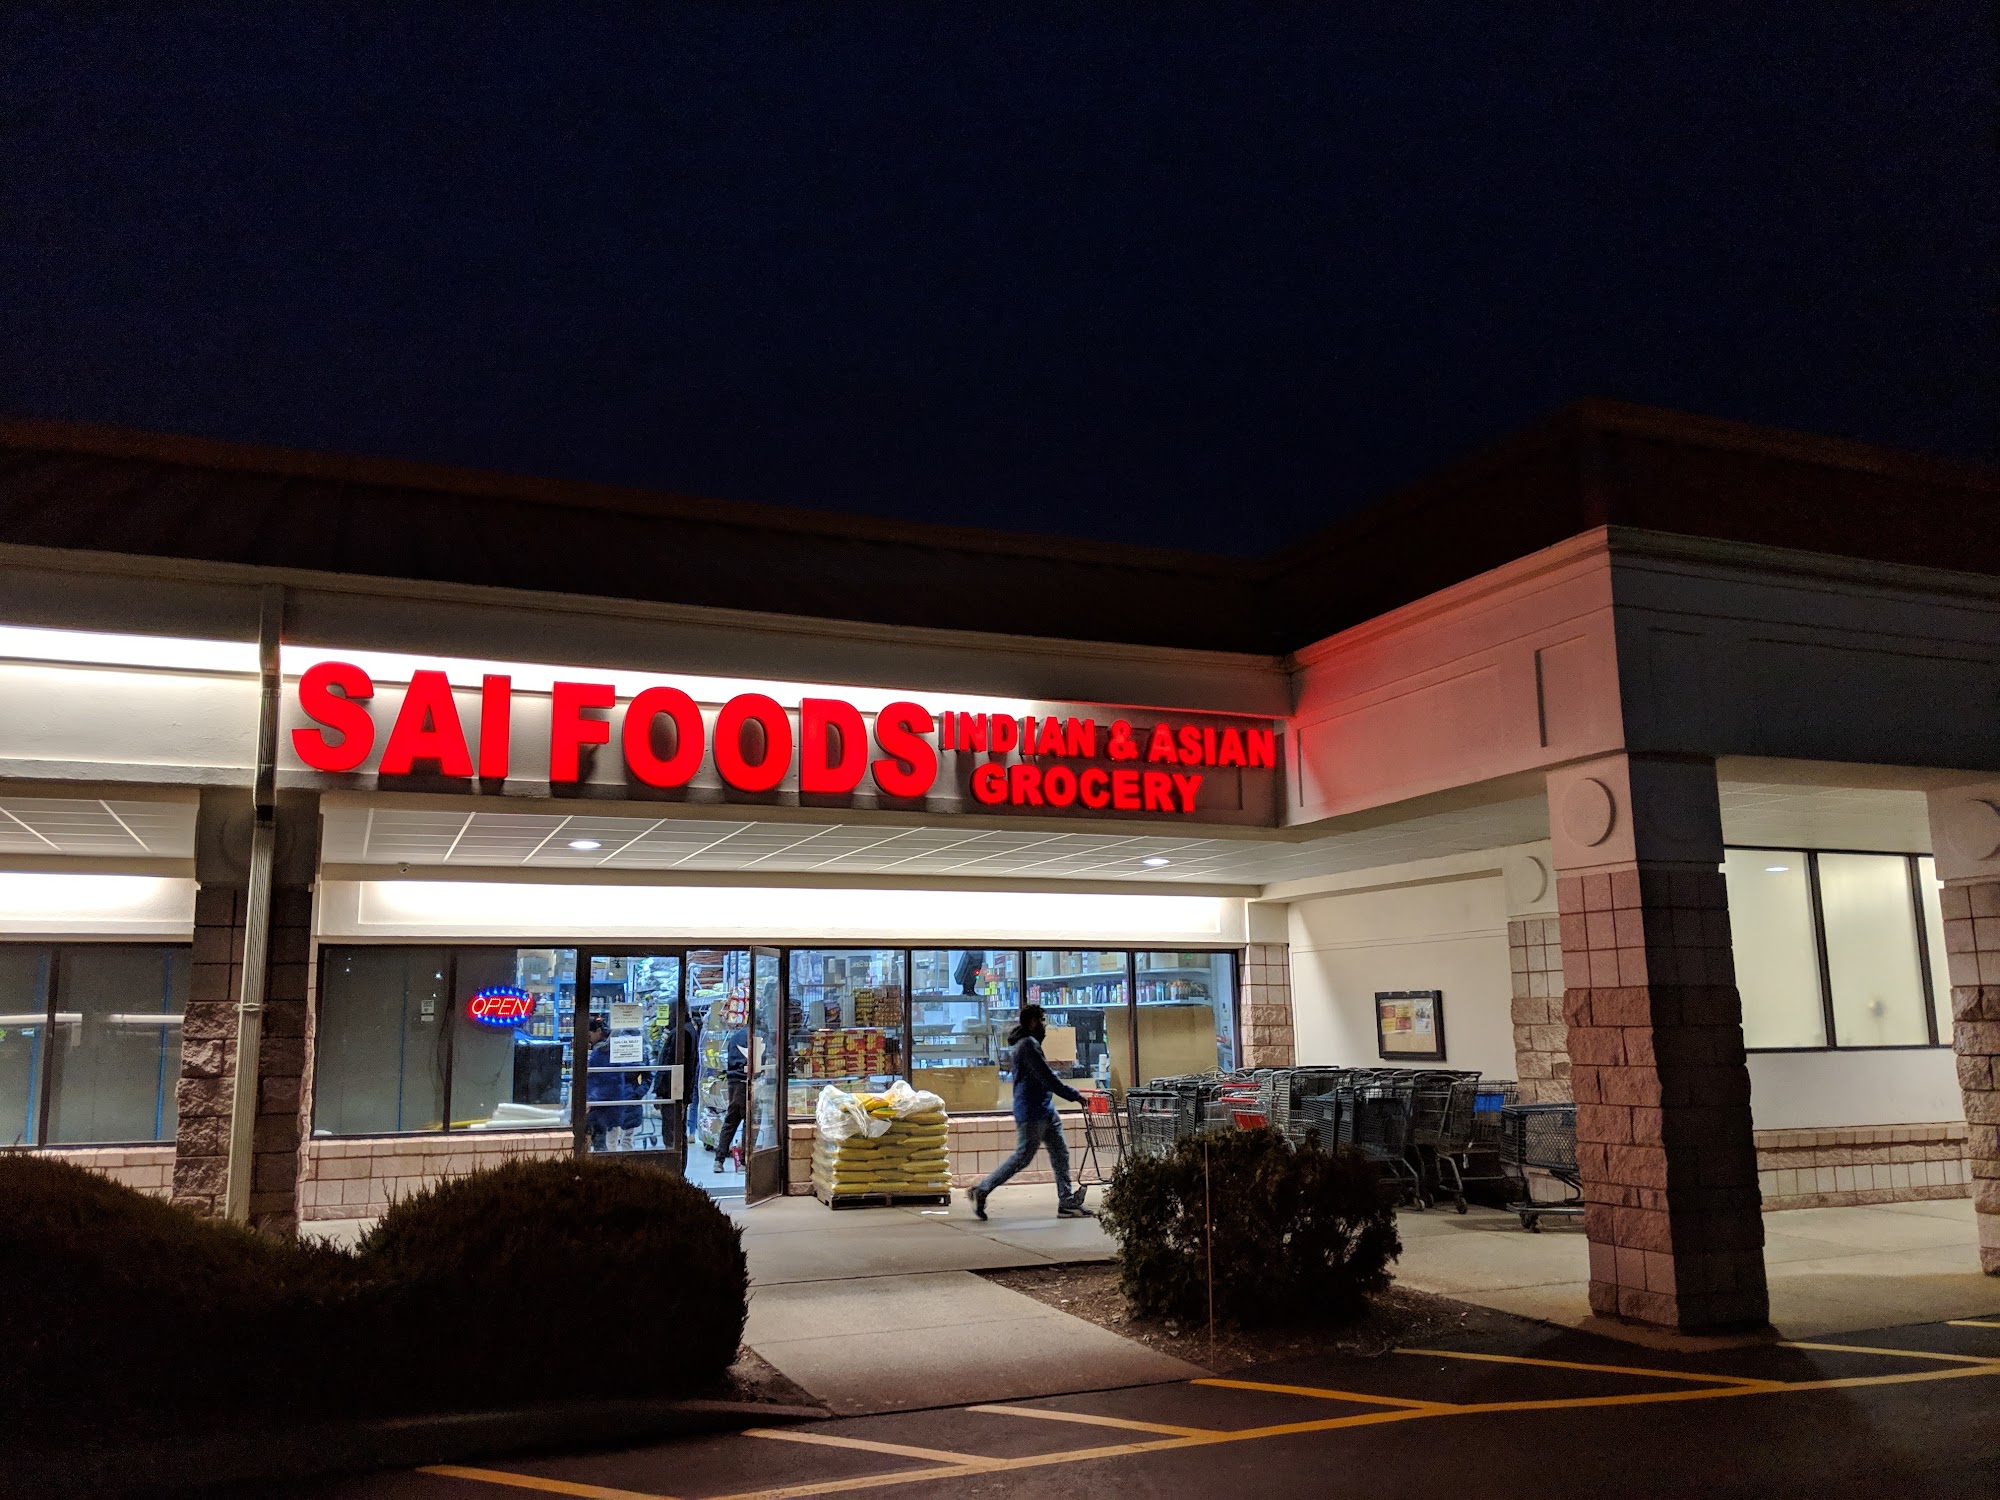 SAI FOODS
INDIAN & ASIAN
GROCERY
OPEN